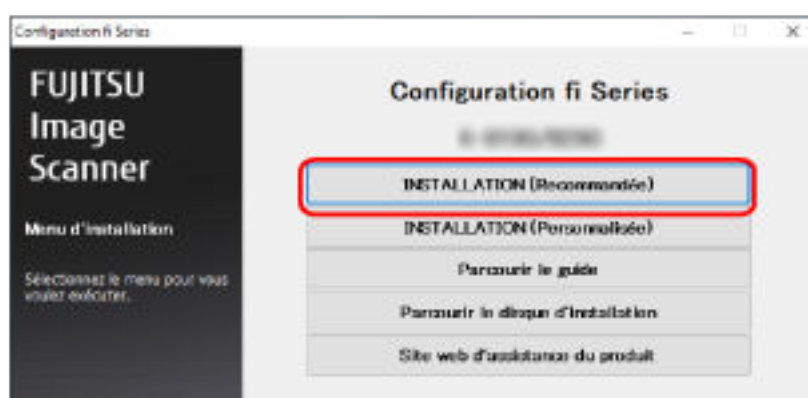 Configuration fi Series
FUJITSU
Image
Scanner
Menu d'installation
Sélectionnez le menu pour vous
voulez exécuter.
Configuration fi Series
INSTALLATION (Recommandée)
INSTALLATION (Personnalisée)
Parcourir le guide
Parcourir le disque d'installation
Site web d'assistance du produit